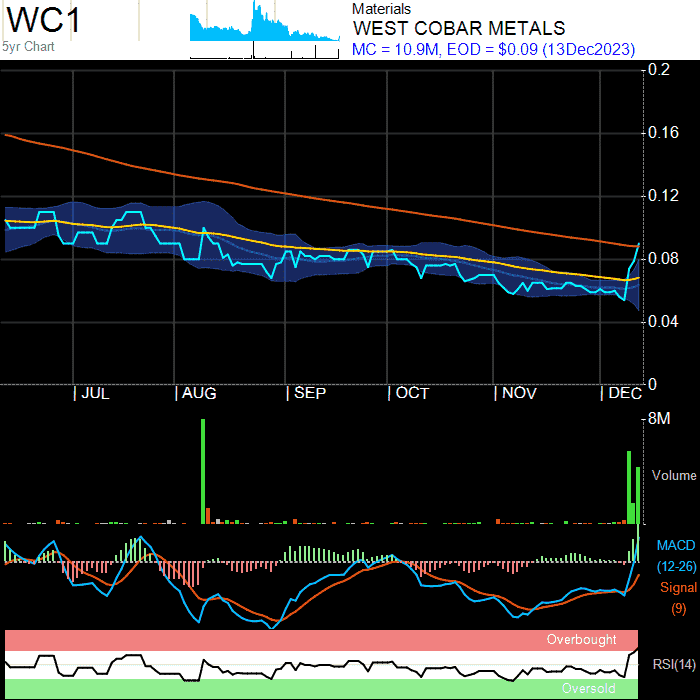 WC1
5yr Chart
Materials
WEST COBAR METALS
MC = 10.9M, EOD = $0.09 (13Dec2023)
0.2
0.16
0.12
0.08
0.04
0
JUL AUG SEP OCT NOV DEC
8M
Volume
MACD
(12-26)
Signal
(9)
Overbought
RSI(14)
Oversold